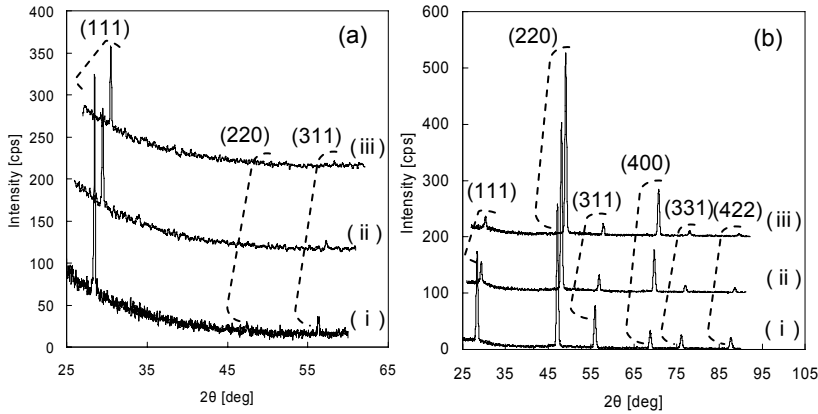 (a)
400
350
300
250
200
150
100
50
0
Intensity [cps]
(111)
(220)
(311)
(iii)
(ii)
(i)
25 35 45 55 65
2θ [deg]
(b)
600
500
400
300
200
100
0
Intensity [cps]
(220)
(400)
(111)
(311)
(331)
(422)
(iii)
(ii)
(i)
25 35 45 55 65 75 85 95 105
2θ [deg]